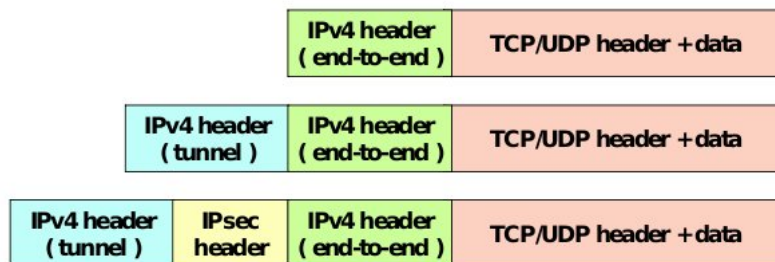 IPv4 header
( end-to-end )
TCP/UDP header + data
IPv4 header
( tunnel )
IPv4 header
( end-to-end )
TCP/UDP header + data
IPv4 header
( tunnel )
IPsec
header
IPv4 header
( end-to-end )
TCP/UDP header + data